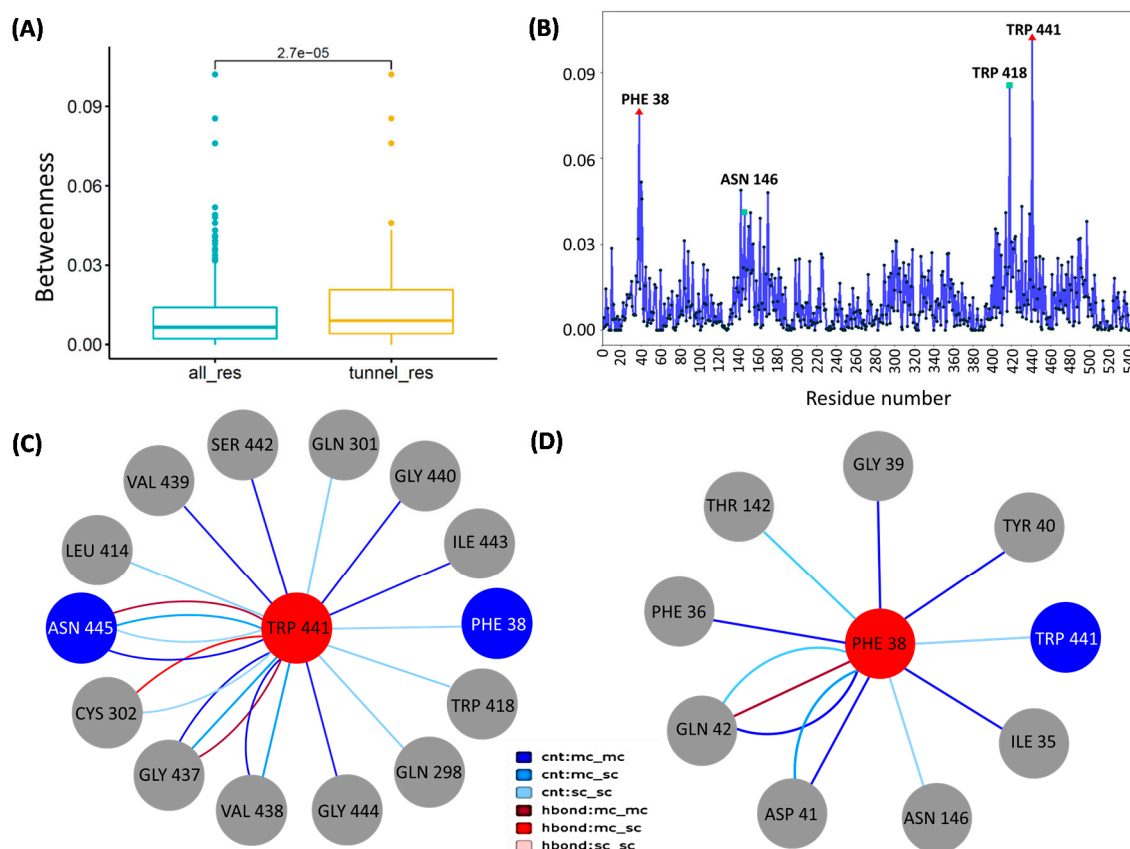 (A)
2.7e−05
Betweenness
0.09
0.06
0.03
0.00
all_res
tunnel_res
(B)
TRP 441
TRP 418
PHE 38
ASN 146
0.09
0.06
0.03
0.00
0 20 40 60 80 100 120 140 160 180 200 220 240 260 280 300 320 340 360 380 400 420 440 460 480 500 520 540
Residue number
(C)
SER 442
GLN 301
VAL 439
GLY 440
LEU 414
ILE 443
ASN 445
TRP 441
PHE 38
CYS 302
TRP 418
GLY 437
GLN 298
VAL 438
GLY 444
(D)
GLY 39
THR 142
TYR 40
PHE 36
PHE 38
TRP 441
GLN 42
ILE 35
ASP 41
ASN 146
cnt:mc_mc
cnt:mc_sc
cnt:sc_sc
hbond:mc_mc
hbond:mc_sc
hbond:sc_sc